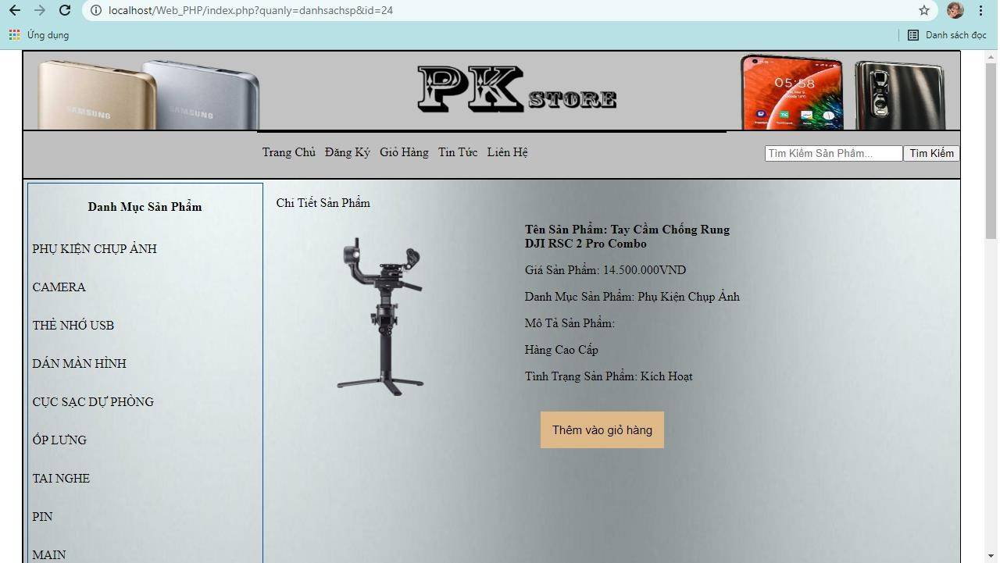 localhost/Web_PHP/index.php?quanly=danhsachsp&id=24
Ứng dụng
Danh sách đọc
SAMSUNG
SAMSUNG
PK STORE
05:58
Trang Chủ Đăng Ký Giỏ Hàng Tin Tức Liên Hệ
Tìm Kiếm Sản Phẩm... Tìm Kiếm
Danh Mục Sản Phẩm
PHỤ KIỆN CHỤP ẢNH
CAMERA
THẺ NHỚ USB
DÁN MÀN HÌNH
CỤC SẠC DỰ PHÒNG
ỐP LƯNG
TAI NGHE
PIN
MAIN
Chi Tiết Sản Phẩm
Tên Sản Phẩm: Tay Cầm Chống Rung
DJI RSC 2 Pro Combo
Giá Sản Phẩm: 14.500.000VND
Danh Mục Sản Phẩm: Phụ Kiện Chụp Ảnh
Mô Tả Sản Phẩm:
Hàng Cao Cấp
Tình Trạng Sản Phẩm: Kích Hoạt
Thêm vào giỏ hàng